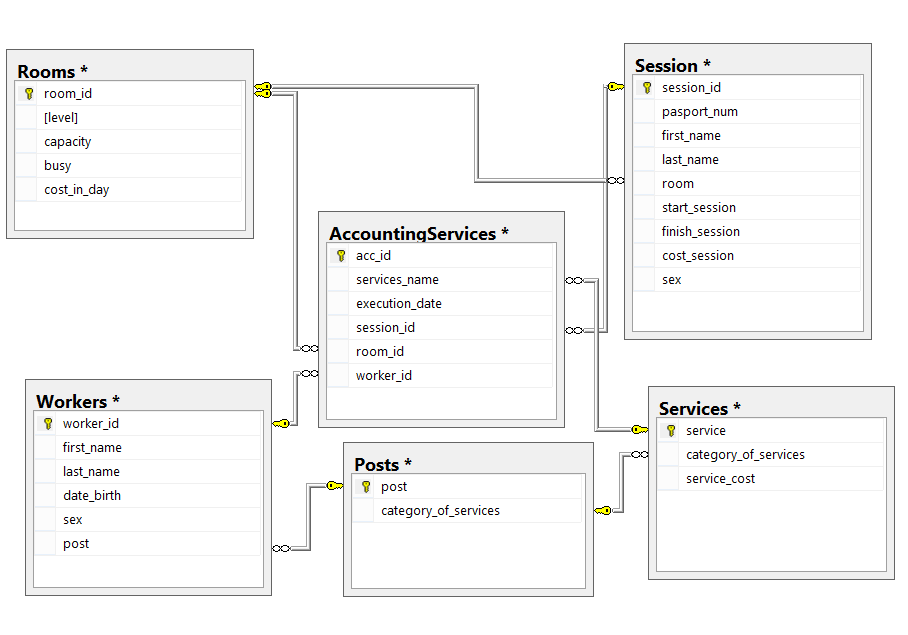 Rooms *
room_id
[level]
capacity
busy
cost_in_day
Session *
session_id
pasport_num
first_name
last_name
room
start_session
finish_session
cost_session
sex
AccountingServices *
acc_id
services_name
execution_date
session_id
room_id
worker_id
Workers *
worker_id
first_name
last_name
date_birth
sex
post
Posts *
post
category_of_services
Services *
service
category_of_services
service_cost